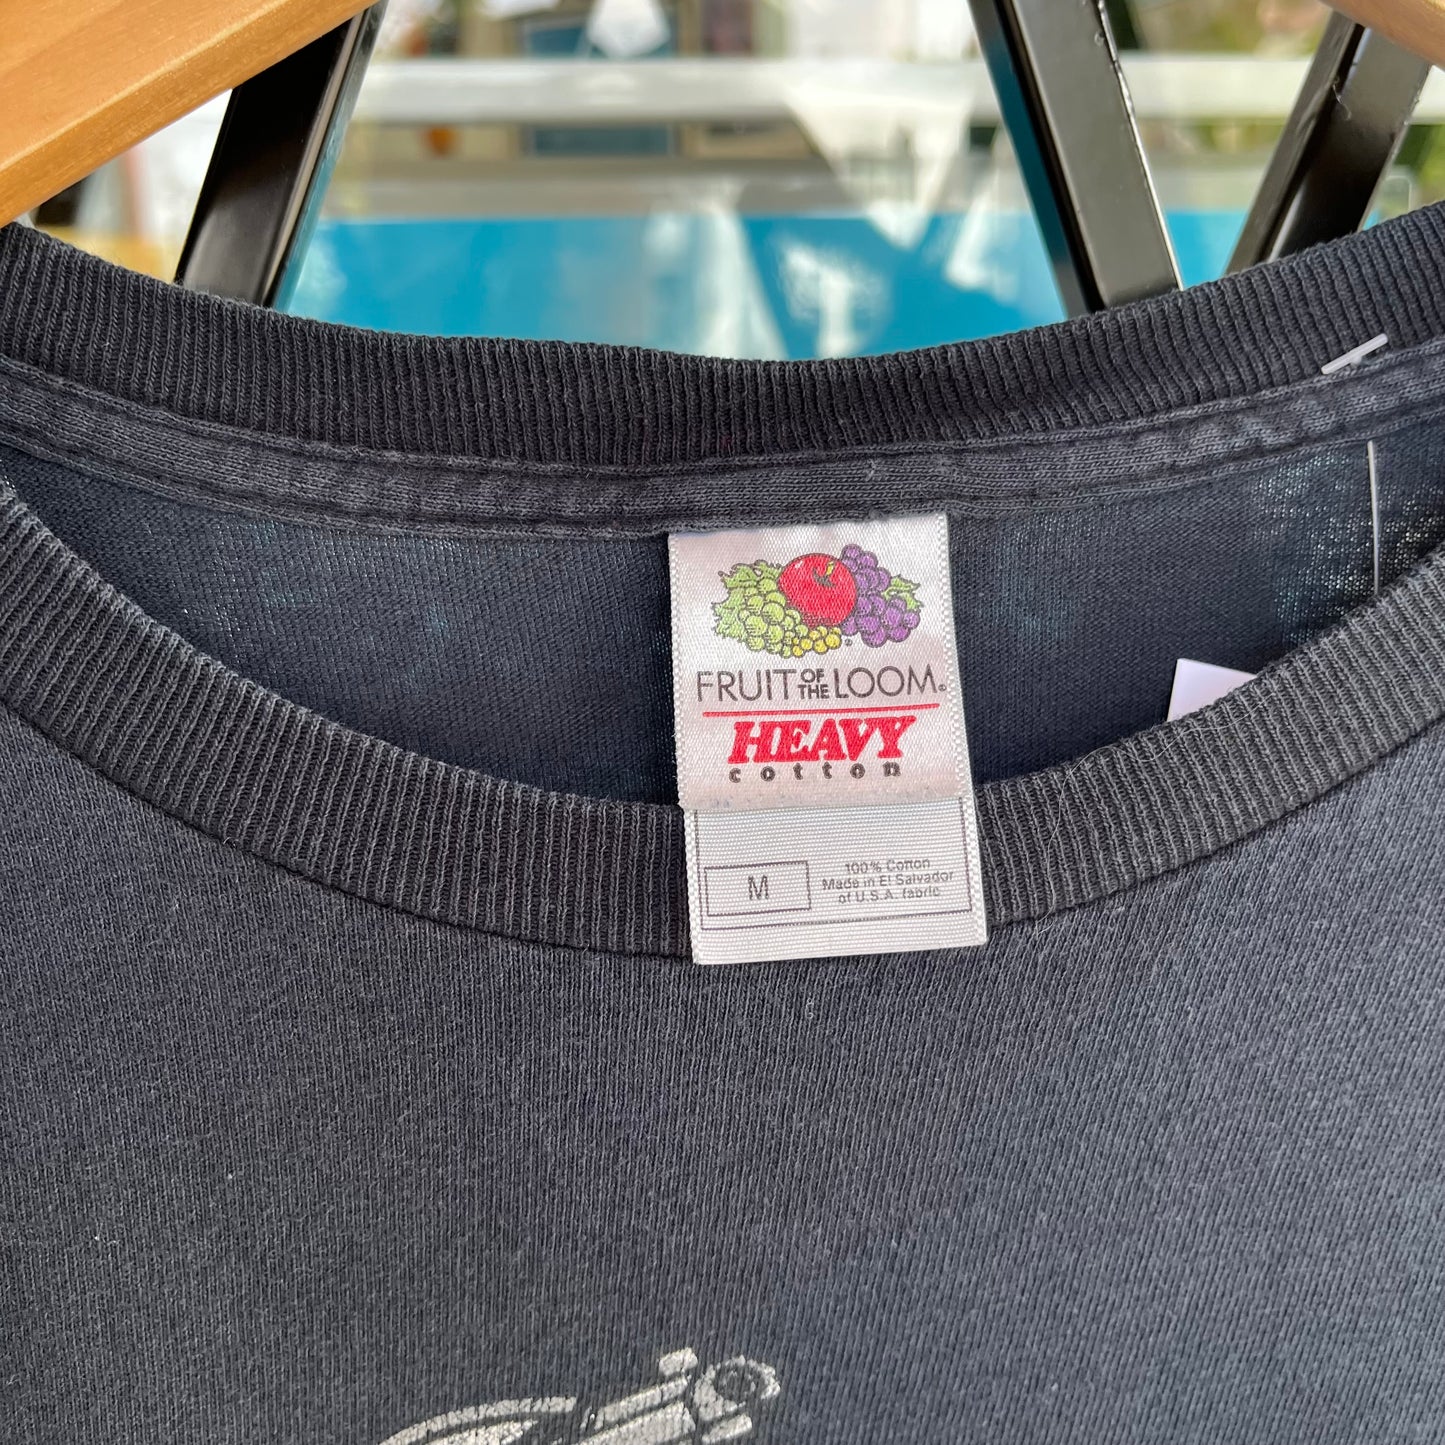 FRUIT OF THE LOOM®
HEAVY
cotton
M
100% Cotton
Made in El Salvador
of U.S.A. fabric